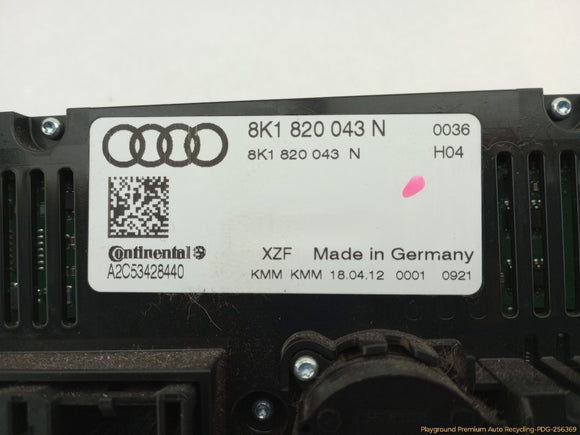 8K1 820 043 N 0036
8K1 820 043 N H04
Continental
A2C53428440
XZF Made in Germany
KMM KMM 18.04.12 0001 0921
Playground Premium Auto Recycling-PDG-256369